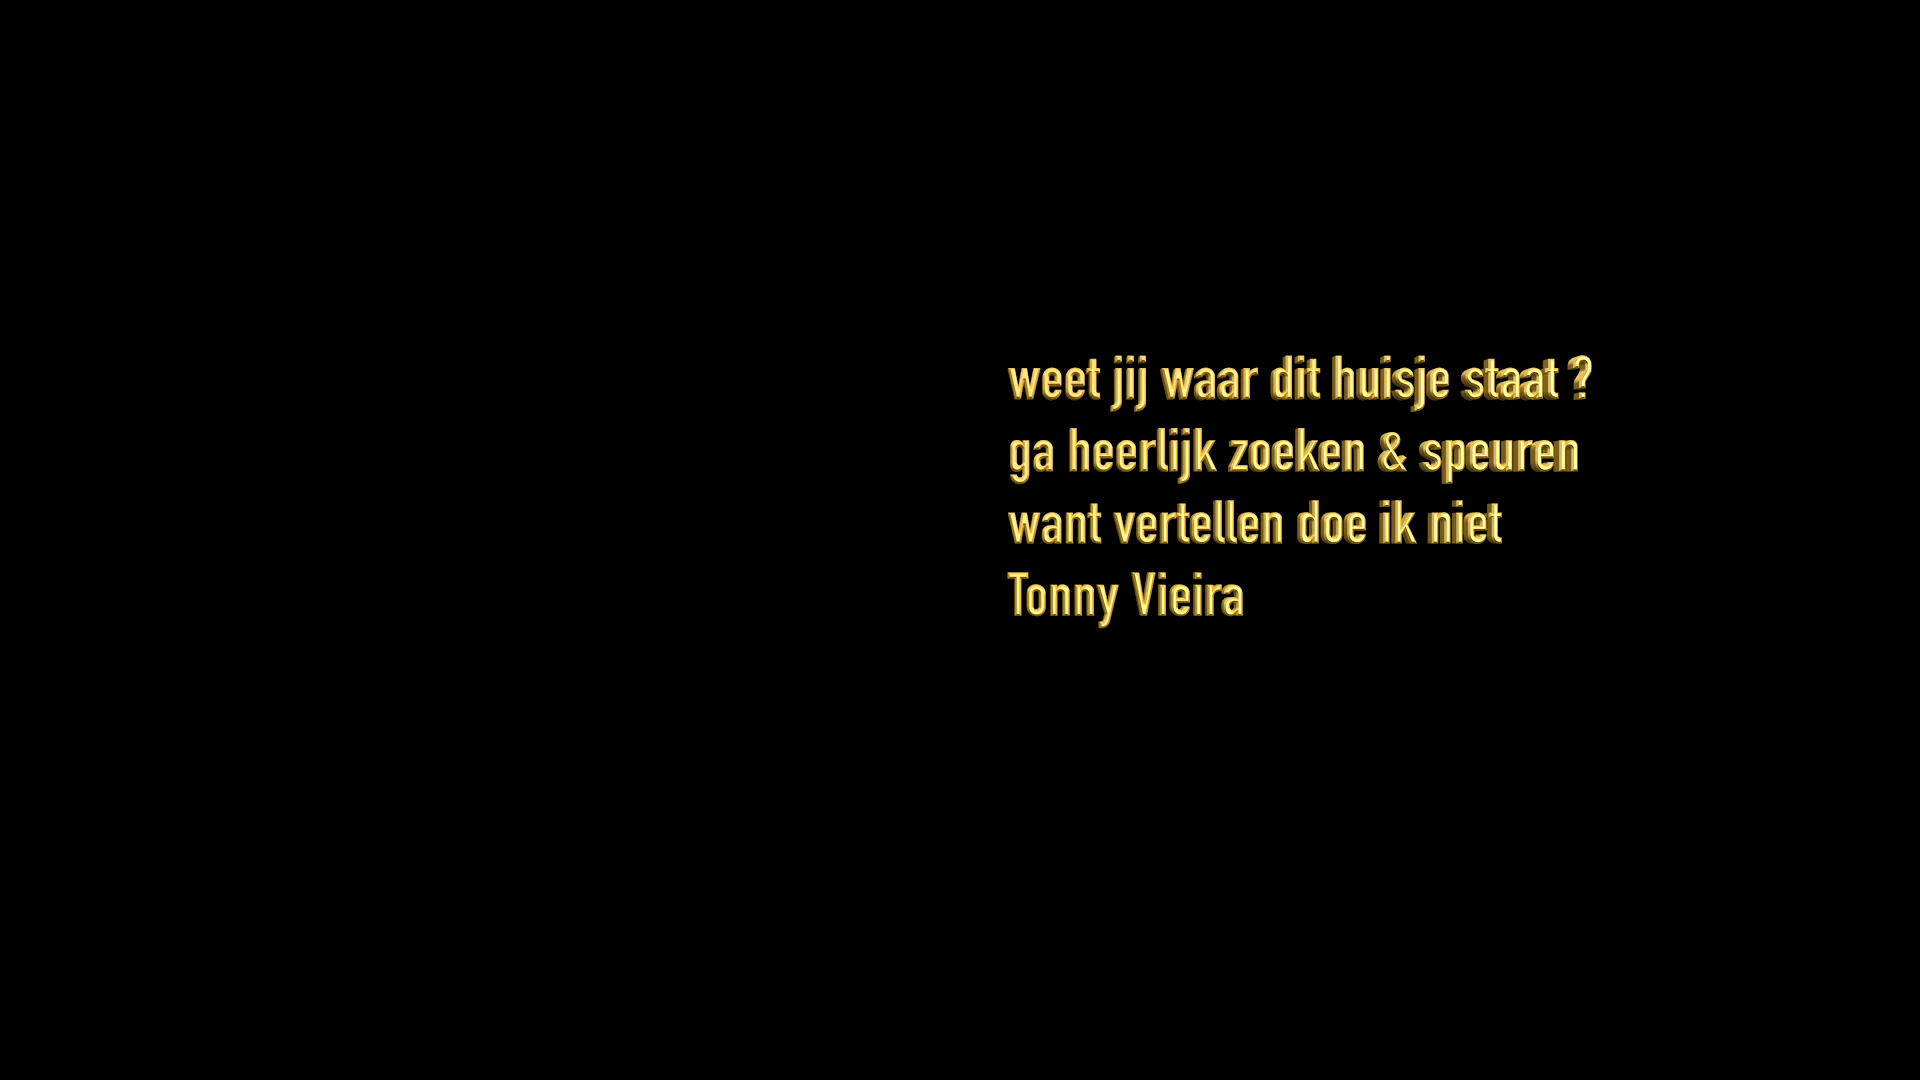 weet jij waar dit huisje staat ?
ga heerlijk zoeken & speuren
want vertellen doe ik niet
Tonny Vieira